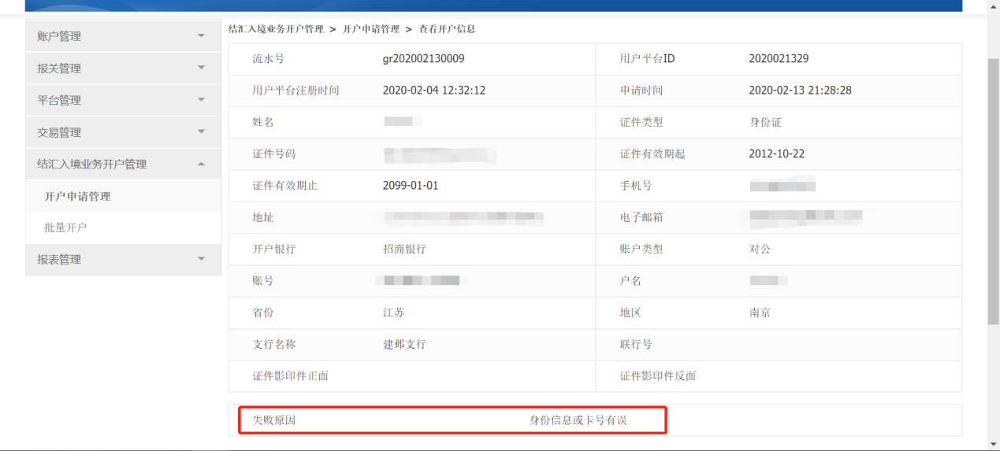 账户管理
报关管理
平台管理
交易管理
结汇入境业务开户管理
开户申请管理
批量开户
报表管理
结汇入境业务开户管理 > 开户申请管理 > 查看开户信息
流水号 gr202002130009 用户平台ID 2020021329
用户平台注册时间 2020-02-04 12:32:12 申请时间 2020-02-13 21:28:28
姓名 证件类型 身份证
证件号码 证件有效期起 2012-10-22
证件有效期止 2099-01-01 手机号
地址 电子邮箱
开户银行 招商银行 账户类型 对公
账号 户名
省份 江苏 地区 南京
支行名称 建邺支行 联行号
证件影印件正面 证件影印件反面
失败原因 身份信息或卡号有误